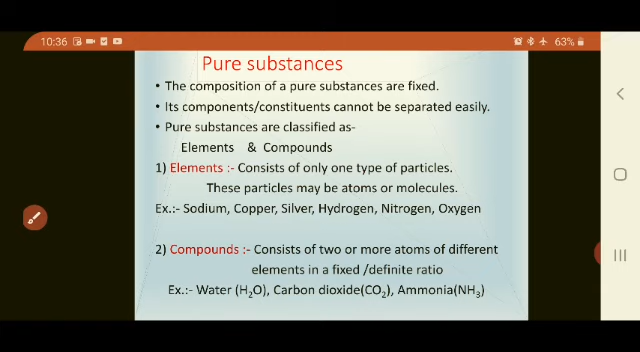 10:36
63%
Pure substances
• The composition of a pure substances are fixed.
• Its components/constituents cannot be separated easily.
• Pure substances are classified as-
Elements & Compounds
1) Elements :- Consists of only one type of particles.
These particles may be atoms or molecules.
Ex.:- Sodium, Copper, Silver, Hydrogen, Nitrogen, Oxygen
2) Compounds :- Consists of two or more atoms of different
elements in a fixed /definite ratio
Ex.:- Water (H₂O), Carbon dioxide(CO₂), Ammonia(NH₃)